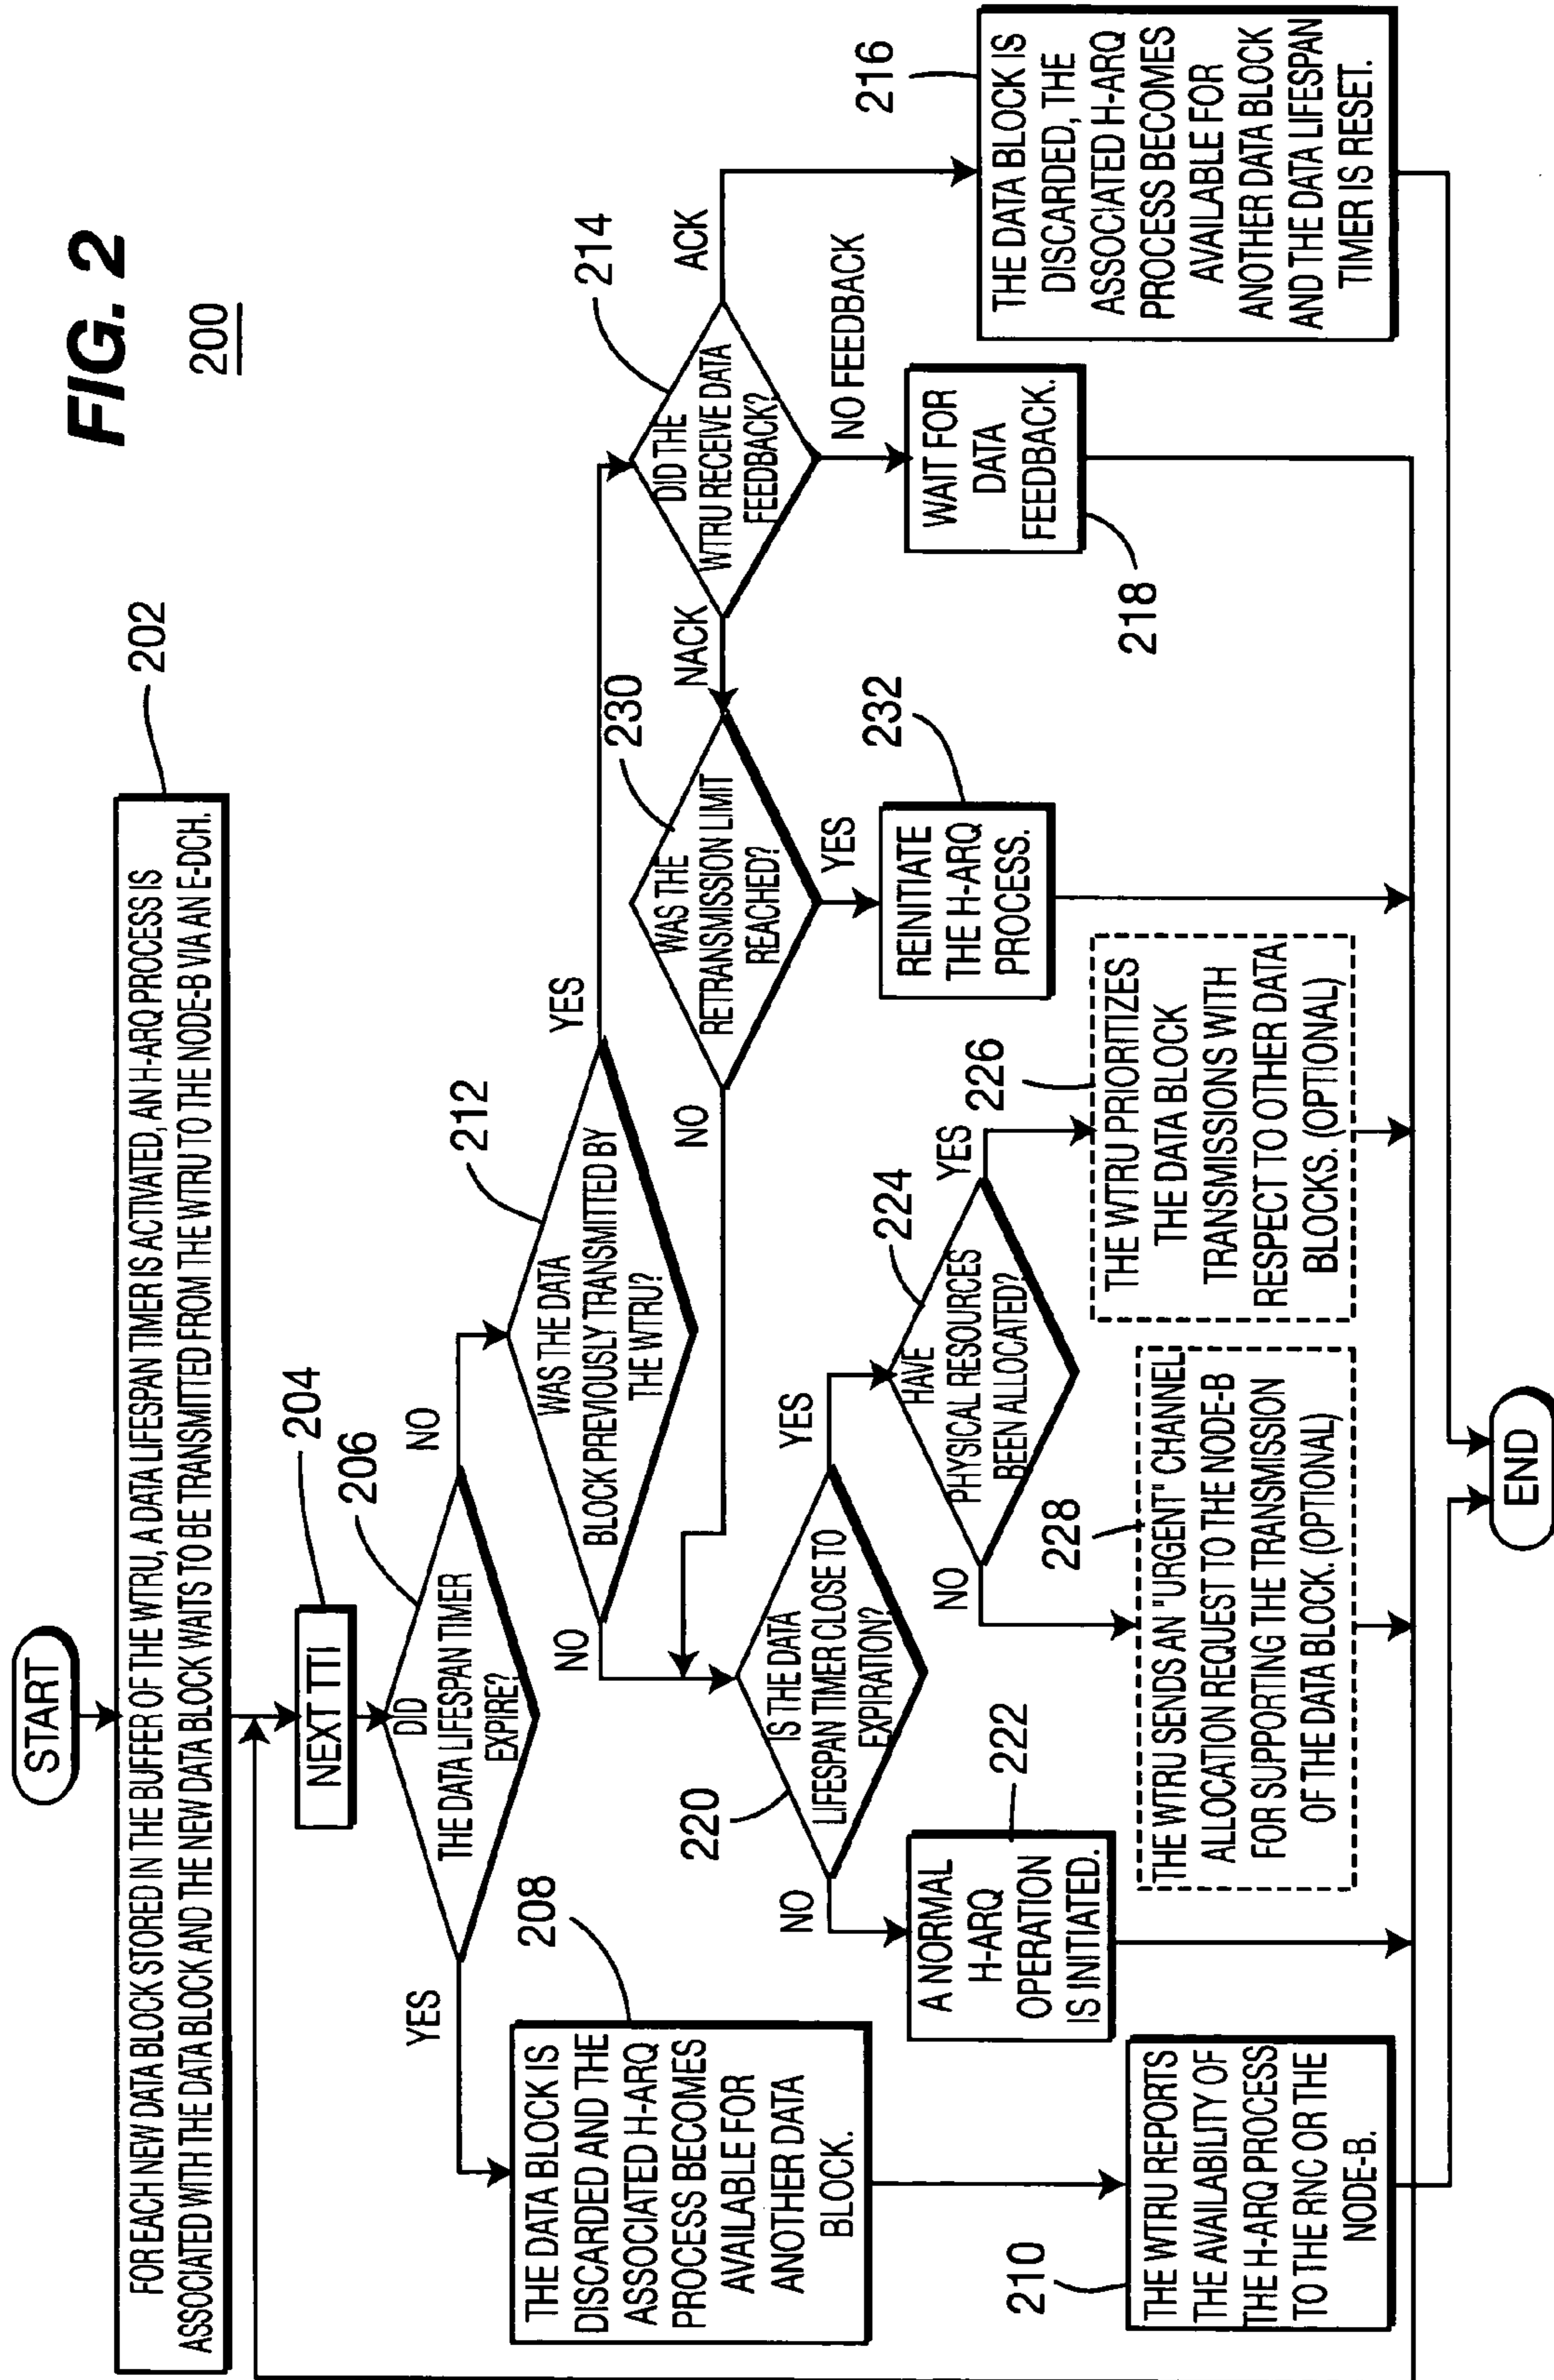 FIG. 2
200
START
202
FOR EACH NEW DATA BLOCK STORED IN THE BUFFER OF THE WTRU, A DATA LIFESPAN TIMER IS ACTIVATED, AN H-ARQ PROCESS IS
ASSOCIATED WITH THE DATA BLOCK AND THE NEW DATA BLOCK WAITS TO BE TRANSMITTED FROM THE WTRU TO THE NODE-B VIA AN E-DCH.
204
NEXT TTI
206
DID
THE DATA LIFESPAN TIMER
EXPIRE?
YES
NO
208
THE DATA BLOCK IS
DISCARDED AND THE
ASSOCIATED H-ARQ
PROCESS BECOMES
AVAILABLE FOR
ANOTHER DATA
BLOCK.
210
THE WTRU REPORTS
THE AVAILABILITY OF
THE H-ARQ PROCESS
TO THE RNC OR THE
NODE-B.
212
WAS THE DATA
BLOCK PREVIOUSLY TRANSMITTED BY
THE WTRU?
NO
YES
214
DID THE
WTRU RECEIVE DATA
FEEDBACK?
NACK
ACK
NO FEEDBACK
216
THE DATA BLOCK IS
DISCARDED, THE
ASSOCIATED H-ARQ
PROCESS BECOMES
AVAILABLE FOR
ANOTHER DATA BLOCK
AND THE DATA LIFESPAN
TIMER IS RESET.
WAIT FOR
DATA
FEEDBACK.
218
230
WAS THE
RETRANSMISSION LIMIT
REACHED?
NO
YES
232
REINITIATE
THE H-ARQ
PROCESS.
220
IS THE DATA
LIFESPAN TIMER CLOSE TO
EXPIRATION?
NO
YES
222
A NORMAL
H-ARQ
OPERATION
IS INITIATED.
224
HAVE
PHYSICAL RESOURCES
BEEN ALLOCATED?
NO
YES
226
THE WTRU PRIORITIZES
THE DATA BLOCK
TRANSMISSIONS WITH
RESPECT TO OTHER DATA
BLOCKS. (OPTIONAL)
228
THE WTRU SENDS AN "URGENT" CHANNEL
ALLOCATION REQUEST TO THE NODE-B
FOR SUPPORTING THE TRANSMISSION
OF THE DATA BLOCK. (OPTIONAL)
END